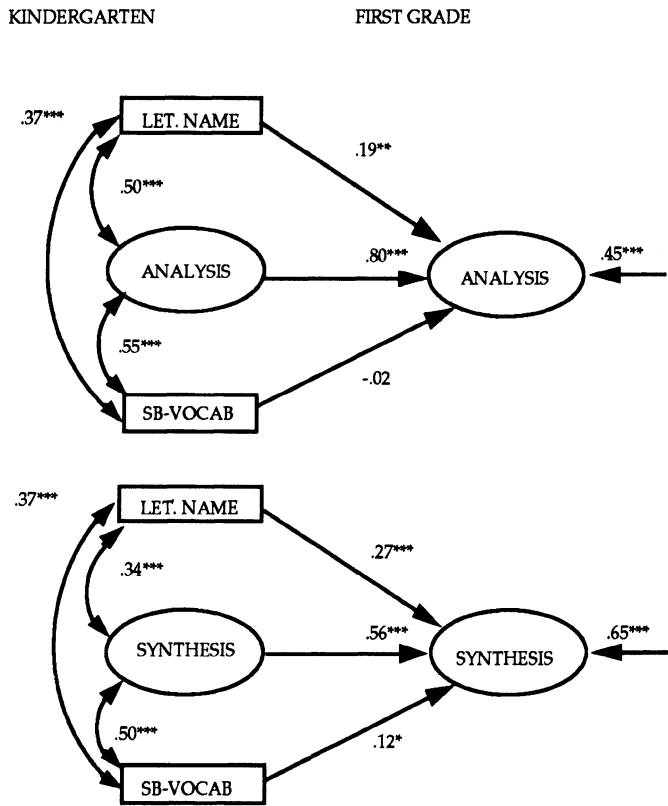 KINDERGARTEN FIRST GRADE
.37***
LET. NAME
.19**
.50***
ANALYSIS
.80***
ANALYSIS
.45***
.55***
-.02
SB-VOCAB
.37***
LET. NAME
.27***
.34***
SYNTHESIS
.56***
SYNTHESIS
.65***
.50***
.12*
SB-VOCAB